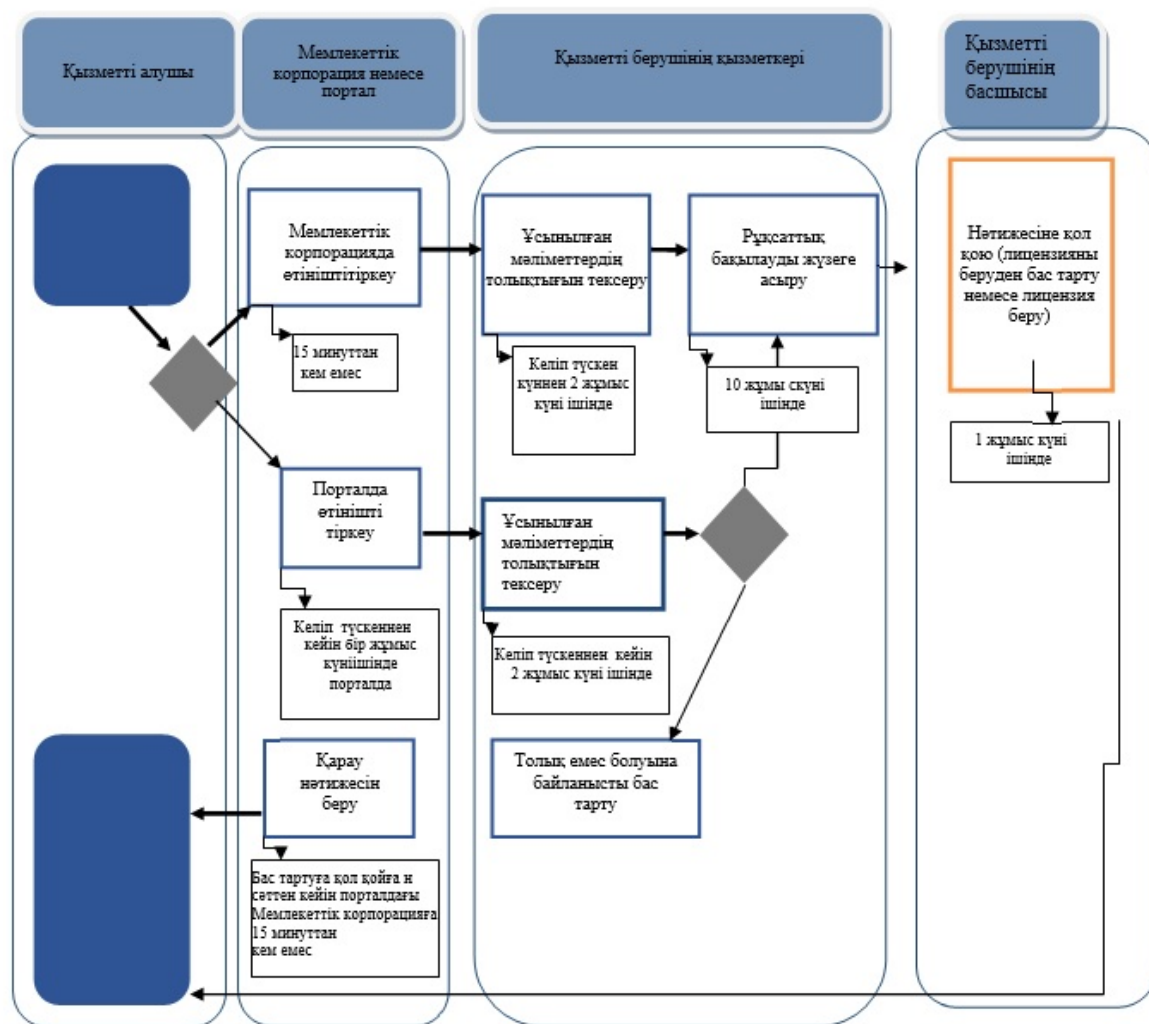 Қызметті алушы
Мемлекеттік
корпорация немесе
портал
Қызметті берушінің қызметкері
Қызметті
берушінің
басшысы
Мемлекеттік
корпорацияда
өтініштітіркеу
15 минуттан
кем емес
Ұсынылған
мәліметтердің
толықтығын тексеру
Келіп түскен
күннен 2 жұмыс
күні ішінде
Рұқсаттық
бақылауды жүзеге
асыру
10 жұмы скүні
ішінде
Нәтижесіне қол
қою (лицензияны
беруден бас тарту
немесе лицензия
беру)
1 жұмыс күні
ішінде
Порталда
өтінішті
тіркеу
Келіп түскеннен
кейін бір жұмыс
күніішінде
порталда
Ұсынылған
мәліметтердің
толықтығын
тексеру
Келіп түскеннен кейін
2 жұмыс күні ішінде
Толық емес болуына
байланысты бас
тарту
Қарау
нәтижесін
беру
Бас тартуға қол қойға н
сәттен кейін порталдағы
Мемлекеттік корпорацияға
15 минуттан
кем емес